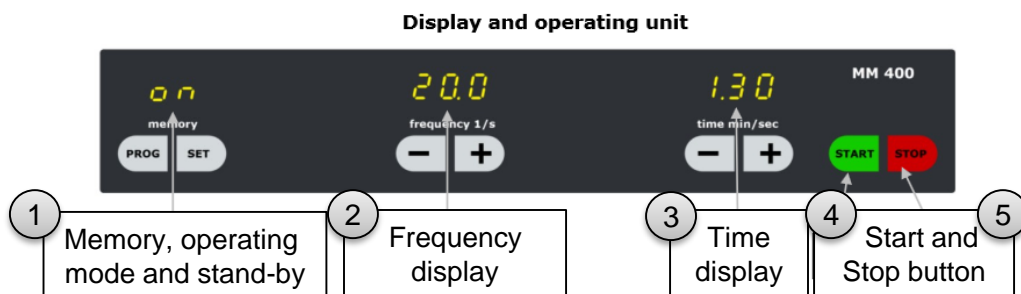 Display and operating unit
on 20.0 1.30 MM 400
memory frequency 1/s time min/sec
PROG SET − + − + START STOP
1 2 3 4 5
Memory, operating Frequency Time Start and
mode and stand-by display display Stop button